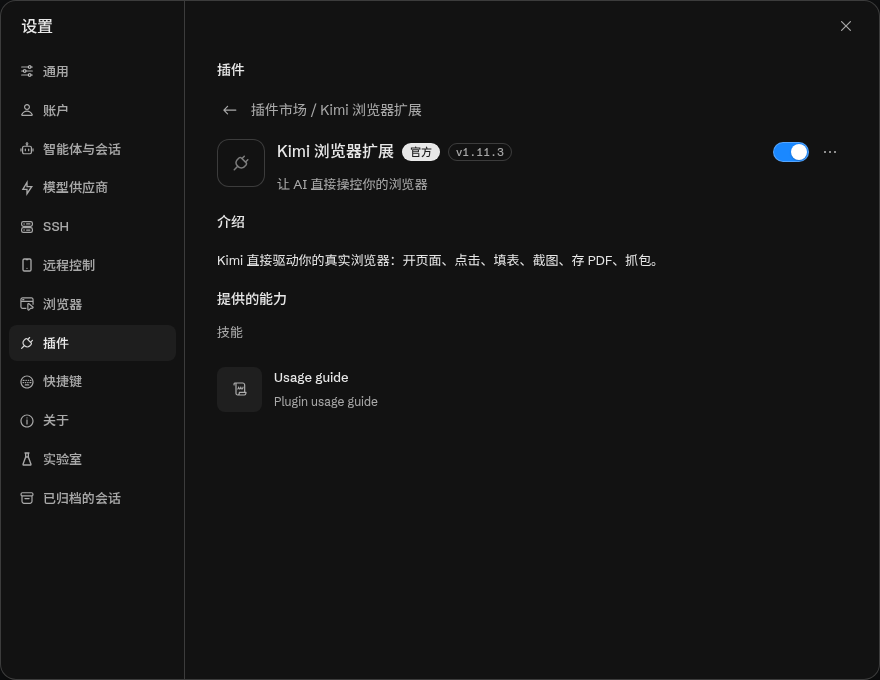 设置
通用
账户
智能体与会话
模型供应商
SSH
远程控制
浏览器
插件
快捷键
关于
实验室
已归档的会话
插件
插件市场 / Kimi 浏览器扩展
Kimi 浏览器扩展 官方 v1.11.3
让 AI 直接操控你的浏览器
介绍
Kimi 直接驱动你的真实浏览器：开页面、点击、填表、截图、存 PDF、抓包。
提供的能力
技能
Usage guide
Plugin usage guide